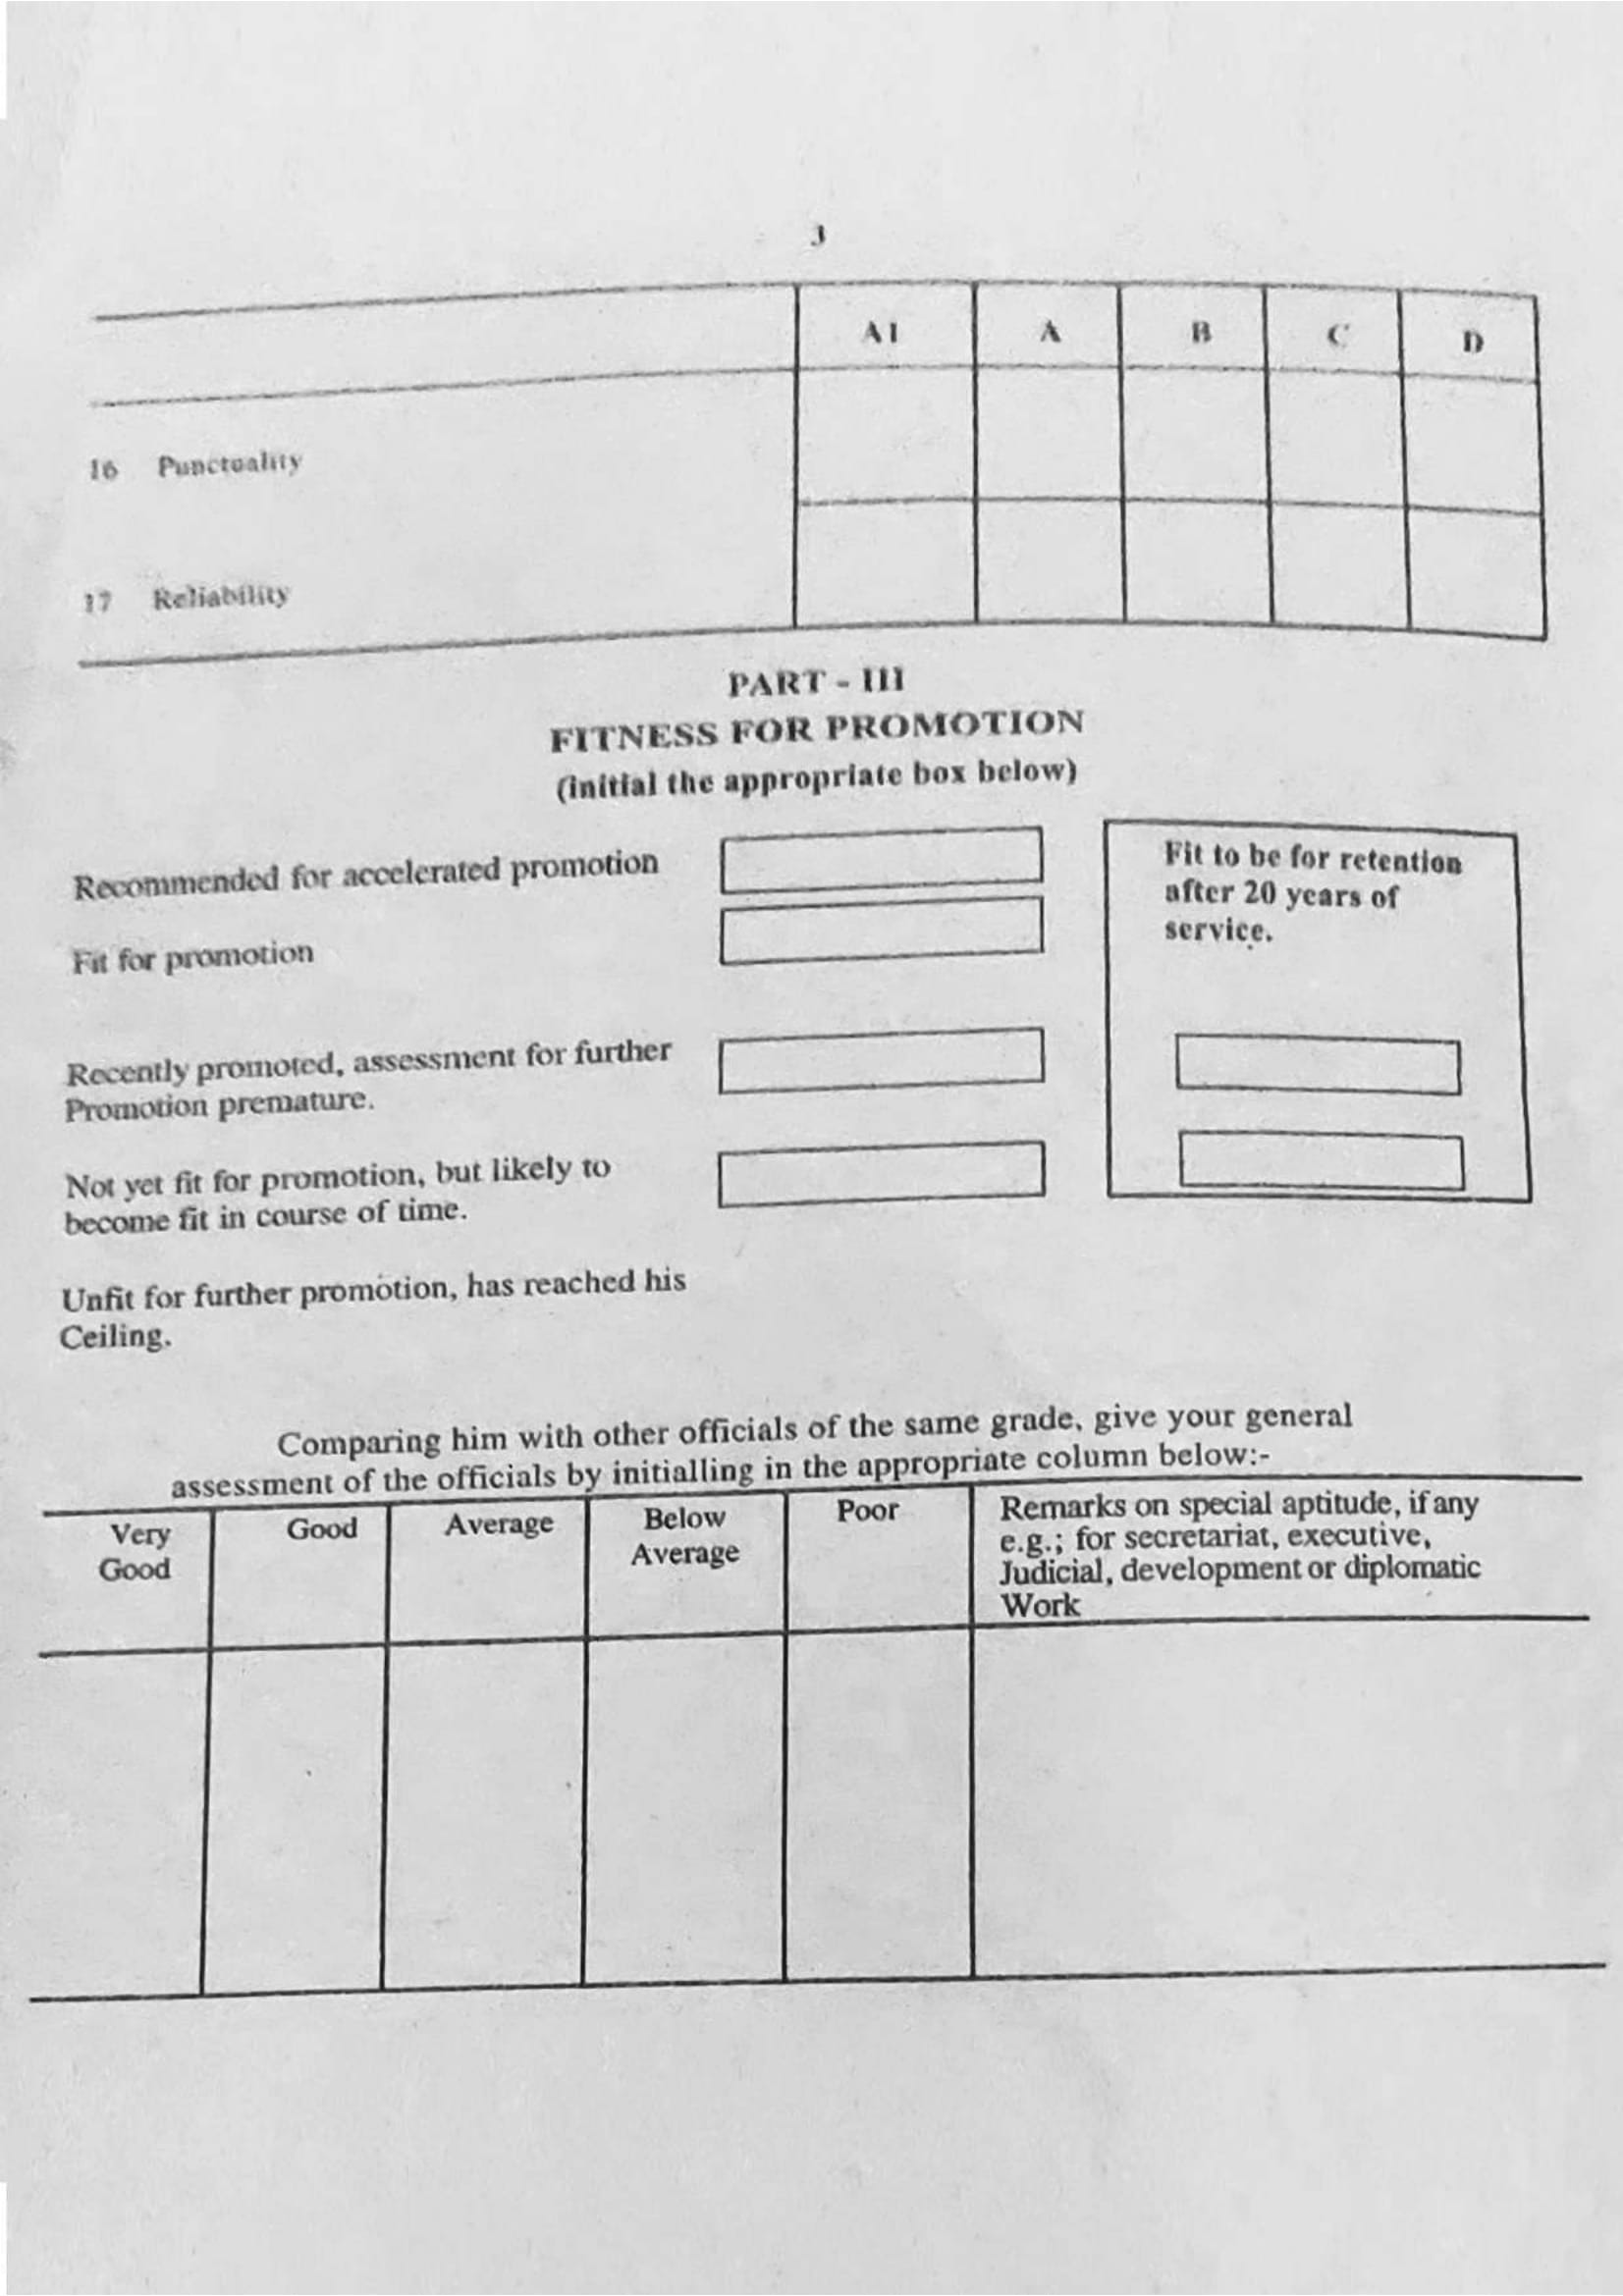 3
A1 A B C D
16 Punctuality
17 Reliability
PART - III
FITNESS FOR PROMOTION
(initial the appropriate box below)
Recommended for accelerated promotion
Fit for promotion
Recently promoted, assessment for further
Promotion premature.
Not yet fit for promotion, but likely to
become fit in course of time.
Unfit for further promotion, has reached his
Ceiling.
Fit to be for retention
after 20 years of
service.
Comparing him with other officials of the same grade, give your general
assessment of the officials by initialling in the appropriate column below:-
Very
Good
Good
Average
Below
Average
Poor
Remarks on special aptitude, if any
e.g.; for secretariat, executive,
Judicial, development or diplomatic
Work